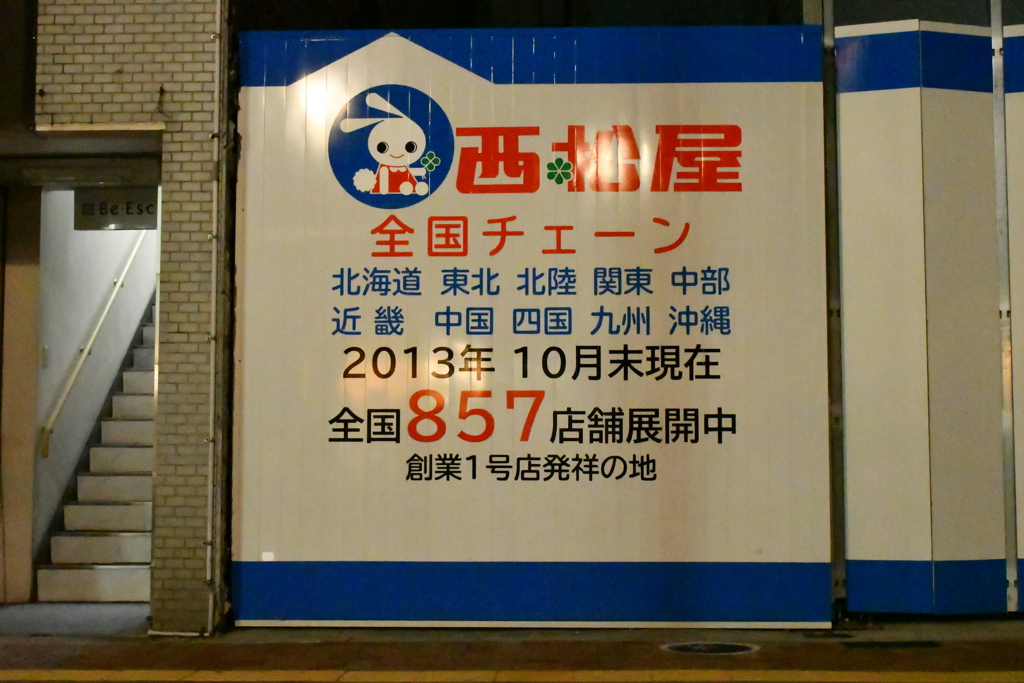 西松屋
全国チェーン
北海道 東北 北陸 関東 中部
近畿 中国 四国 九州 沖縄
2013年 10月末現在
全国857店舗展開中
創業1号店発祥の地
Be Esc